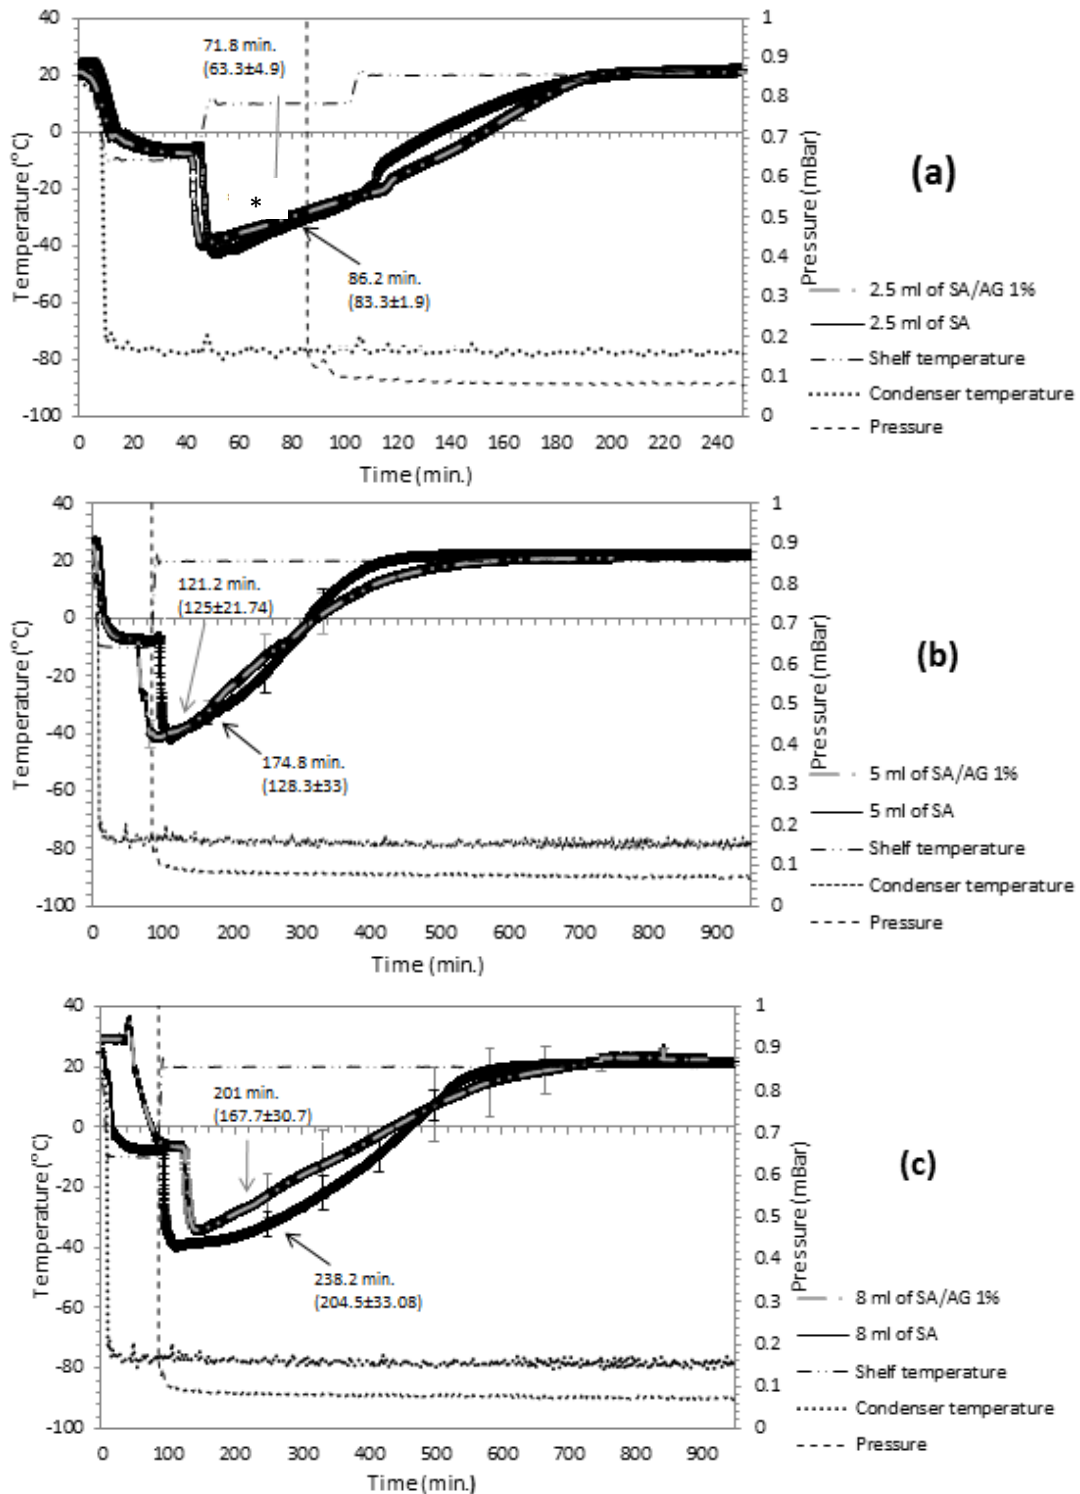 40
20
0
-20
-40
-60
-80
-100
Temperature (°C)
71.8 min.
(63.3±4.9)
*
86.2 min.
(83.3±1.9)
1
0.9
0.8
0.7
0.6
0.5
0.4
0.3
0.2
0.1
0
Pressure (mBar)
0 20 40 60 80 100 120 140 160 180 200 220 240
Time (min.)
(a)
2.5 ml of SA/AG 1%
2.5 ml of SA
Shelf temperature
Condenser temperature
Pressure
40
20
0
-20
-40
-60
-80
-100
Temperature (°C)
121.2 min.
(125±21.74)
174.8 min.
(128.3±33)
1
0.9
0.8
0.7
0.6
0.5
0.4
0.3
0.2
0.1
0
Pressure (mBar)
0 100 200 300 400 500 600 700 800 900
Time (min.)
(b)
5 ml of SA/AG 1%
5 ml of SA
Shelf temperature
Condenser temperature
Pressure
40
20
0
-20
-40
-60
-80
-100
Temperature (°C)
201 min.
(167.7±30.7)
238.2 min.
(204.5±33.08)
1
0.9
0.8
0.7
0.6
0.5
0.4
0.3
0.2
0.1
0
Pressure (mBar)
0 100 200 300 400 500 600 700 800 900
Time (min.)
(c)
8 ml of SA/AG 1%
8 ml of SA
Shelf temperature
Condenser temperature
Pressure